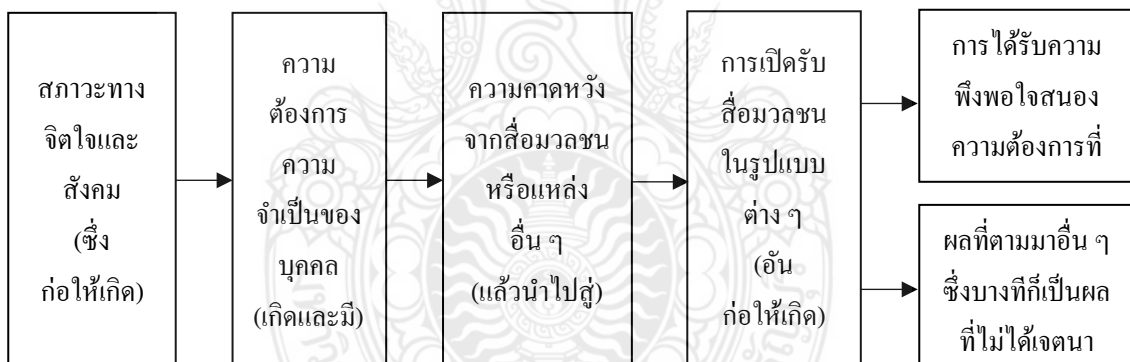 สภาวะทาง
จิตใจและ
สังคม
(ซึ่ง
ก่อให้เกิด)
ความ
ต้องการ
ความ
จำเป็นของ
บุคคล
(เกิดและมี)
ความคาดหวัง
จากสื่อมวลชน
หรือแหล่ง
อื่น ๆ
(แล้วนำไปสู่)
การเปิดรับ
สื่อมวลชน
ในรูปแบบ
ต่าง ๆ
(อัน
ก่อให้เกิด)
การได้รับความ
พึงพอใจสนอง
ความต้องการที่
ผลที่ตามมาอื่น ๆ
ซึ่งบางทีก็เป็นผล
ที่ไม่ได้เจตนา